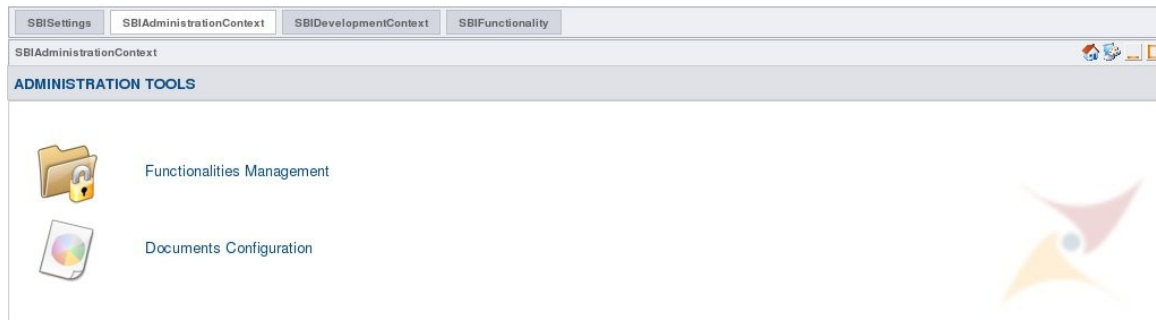 SBISettings SBIAdministrationContext SBIDevelopmentContext SBIFunctionality
SBIAdministrationContext
ADMINISTRATION TOOLS
Functionalities Management
Documents Configuration